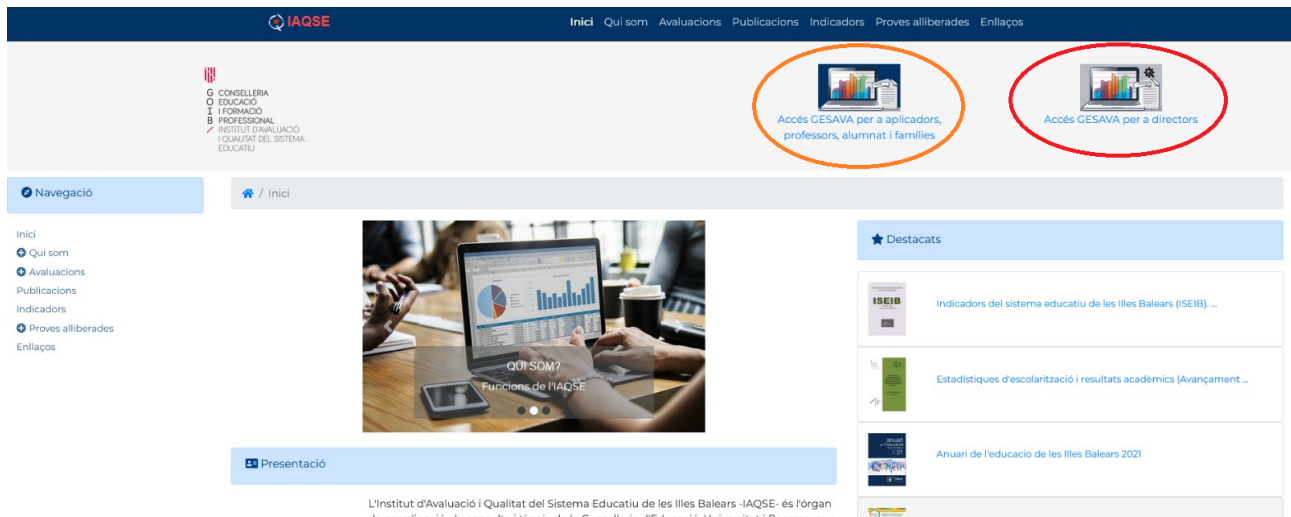 IAQSE
Inici Qui som Avaluacions Publicacions Indicadors Proves alliberades Enllaços
G CONSELLERIA
O EDUCACIÓ
I I FORMACIÓ
B PROFESSIONAL
INSTITUT D'AVALUACIÓ
I QUALITAT DEL SISTEMA
EDUCATIU
Accés GESAVA per a aplicadors,
professors, alumnat i famílies
Accés GESAVA per a directors
Navegació
/ Inici
Inici
Qui som
Avaluacions
Publicacions
Indicadors
Proves alliberades
Enllaços
QUI SOM?
Funcions de l'IAQSE
Destacats
ISEIB
Indicadors del sistema educatiu de les Illes Balears (ISEIB). ...
Estadístiques d'escolarització i resultats acadèmics (Avançament ...
anuari
Anuari de l'educacio de les Illes Balears 2021
Presentació
L'Institut d'Avaluació i Qualitat del Sistema Educatiu de les Illes Balears -IAQSE- és l'órgan